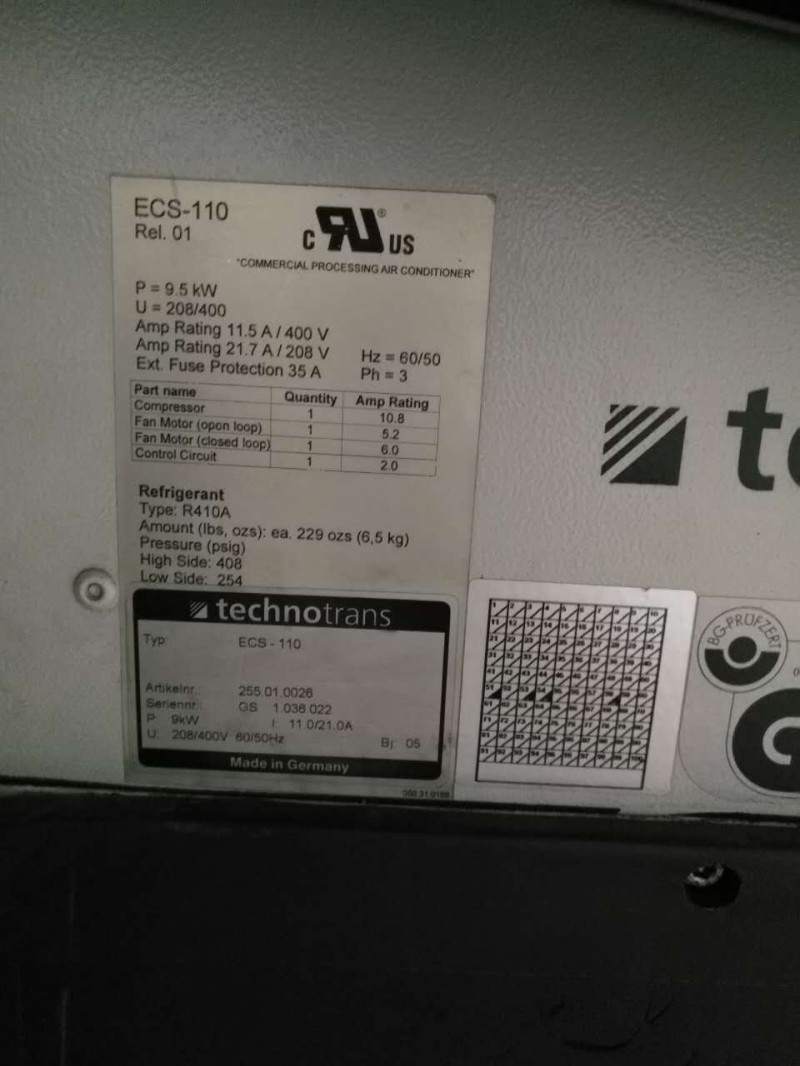 ECS-110
Rel. 01
c RU ® US
"COMMERCIAL PROCESSING AIR CONDITIONER"
P = 9.5 kW
U = 208/400
Amp Rating 11.5 A / 400 V
Amp Rating 21.7 A / 208 V Hz = 60/50
Ext. Fuse Protection 35 A Ph = 3
Part name Quantity Amp Rating
Compressor 1 10.8
Fan Motor (open loop) 1 5.2
Fan Motor (closed loop) 1 6.0
Control Circuit 1 2.0
Refrigerant
Type: R410A
Amount (lbs, ozs): ea. 229 ozs (6,5 kg)
Pressure (psig)
High Side: 408
Low Side: 254
technotrans
Typ: ECS - 110
Artikelnr.: 255.01.0026
Seriennr.: GS 1.036.022
P: 9kW I: 11.0/21.0A
U: 208/400V 60/50Hz Bj: 05
Made in Germany
te
BG-PRÜFZERT
G